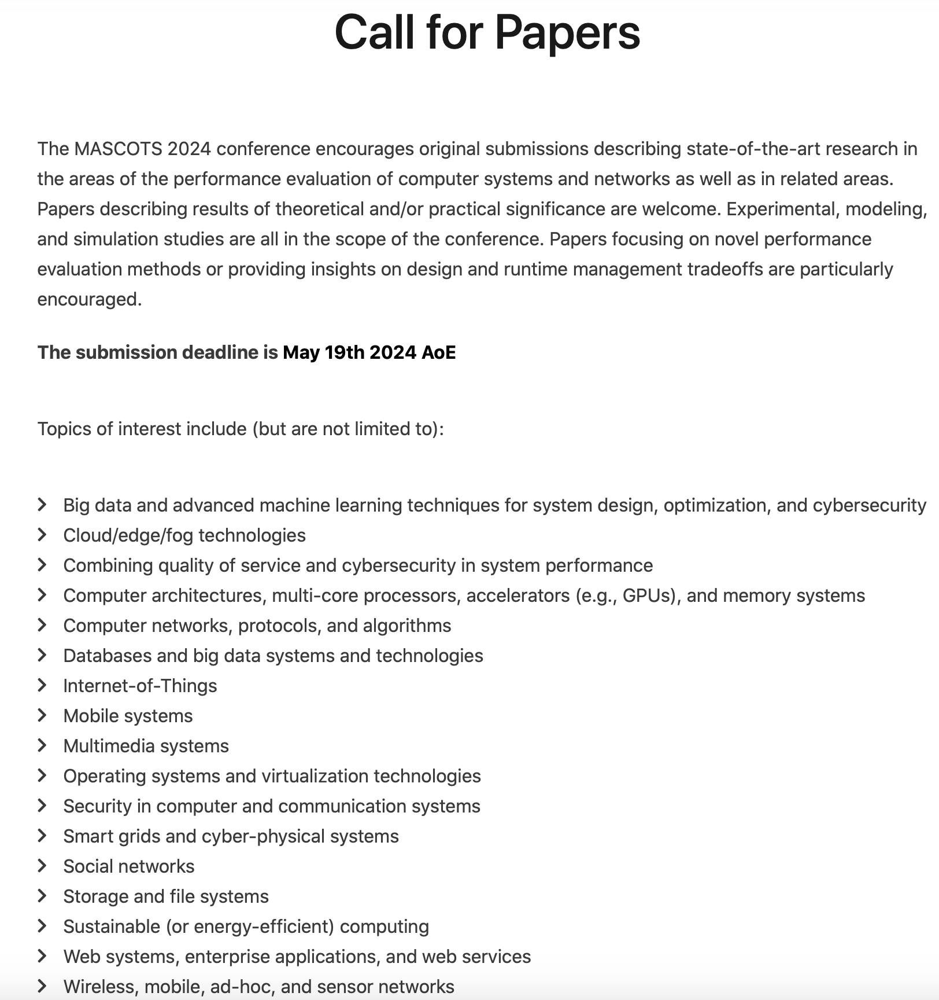 Call for Papers
The MASCOTS 2024 conference encourages original submissions describing state-of-the-art research in
the areas of the performance evaluation of computer systems and networks as well as in related areas.
Papers describing results of theoretical and/or practical significance are welcome. Experimental, modeling,
and simulation studies are all in the scope of the conference. Papers focusing on novel performance
evaluation methods or providing insights on design and runtime management tradeoffs are particularly
encouraged.
The submission deadline is May 19th 2024 AoE
Topics of interest include (but are not limited to):
Big data and advanced machine learning techniques for system design, optimization, and cybersecurity
Cloud/edge/fog technologies
Combining quality of service and cybersecurity in system performance
Computer architectures, multi-core processors, accelerators (e.g., GPUs), and memory systems
Computer networks, protocols, and algorithms
Databases and big data systems and technologies
Internet-of-Things
Mobile systems
Multimedia systems
Operating systems and virtualization technologies
Security in computer and communication systems
Smart grids and cyber-physical systems
Social networks
Storage and file systems
Sustainable (or energy-efficient) computing
Web systems, enterprise applications, and web services
Wireless, mobile, ad-hoc, and sensor networks